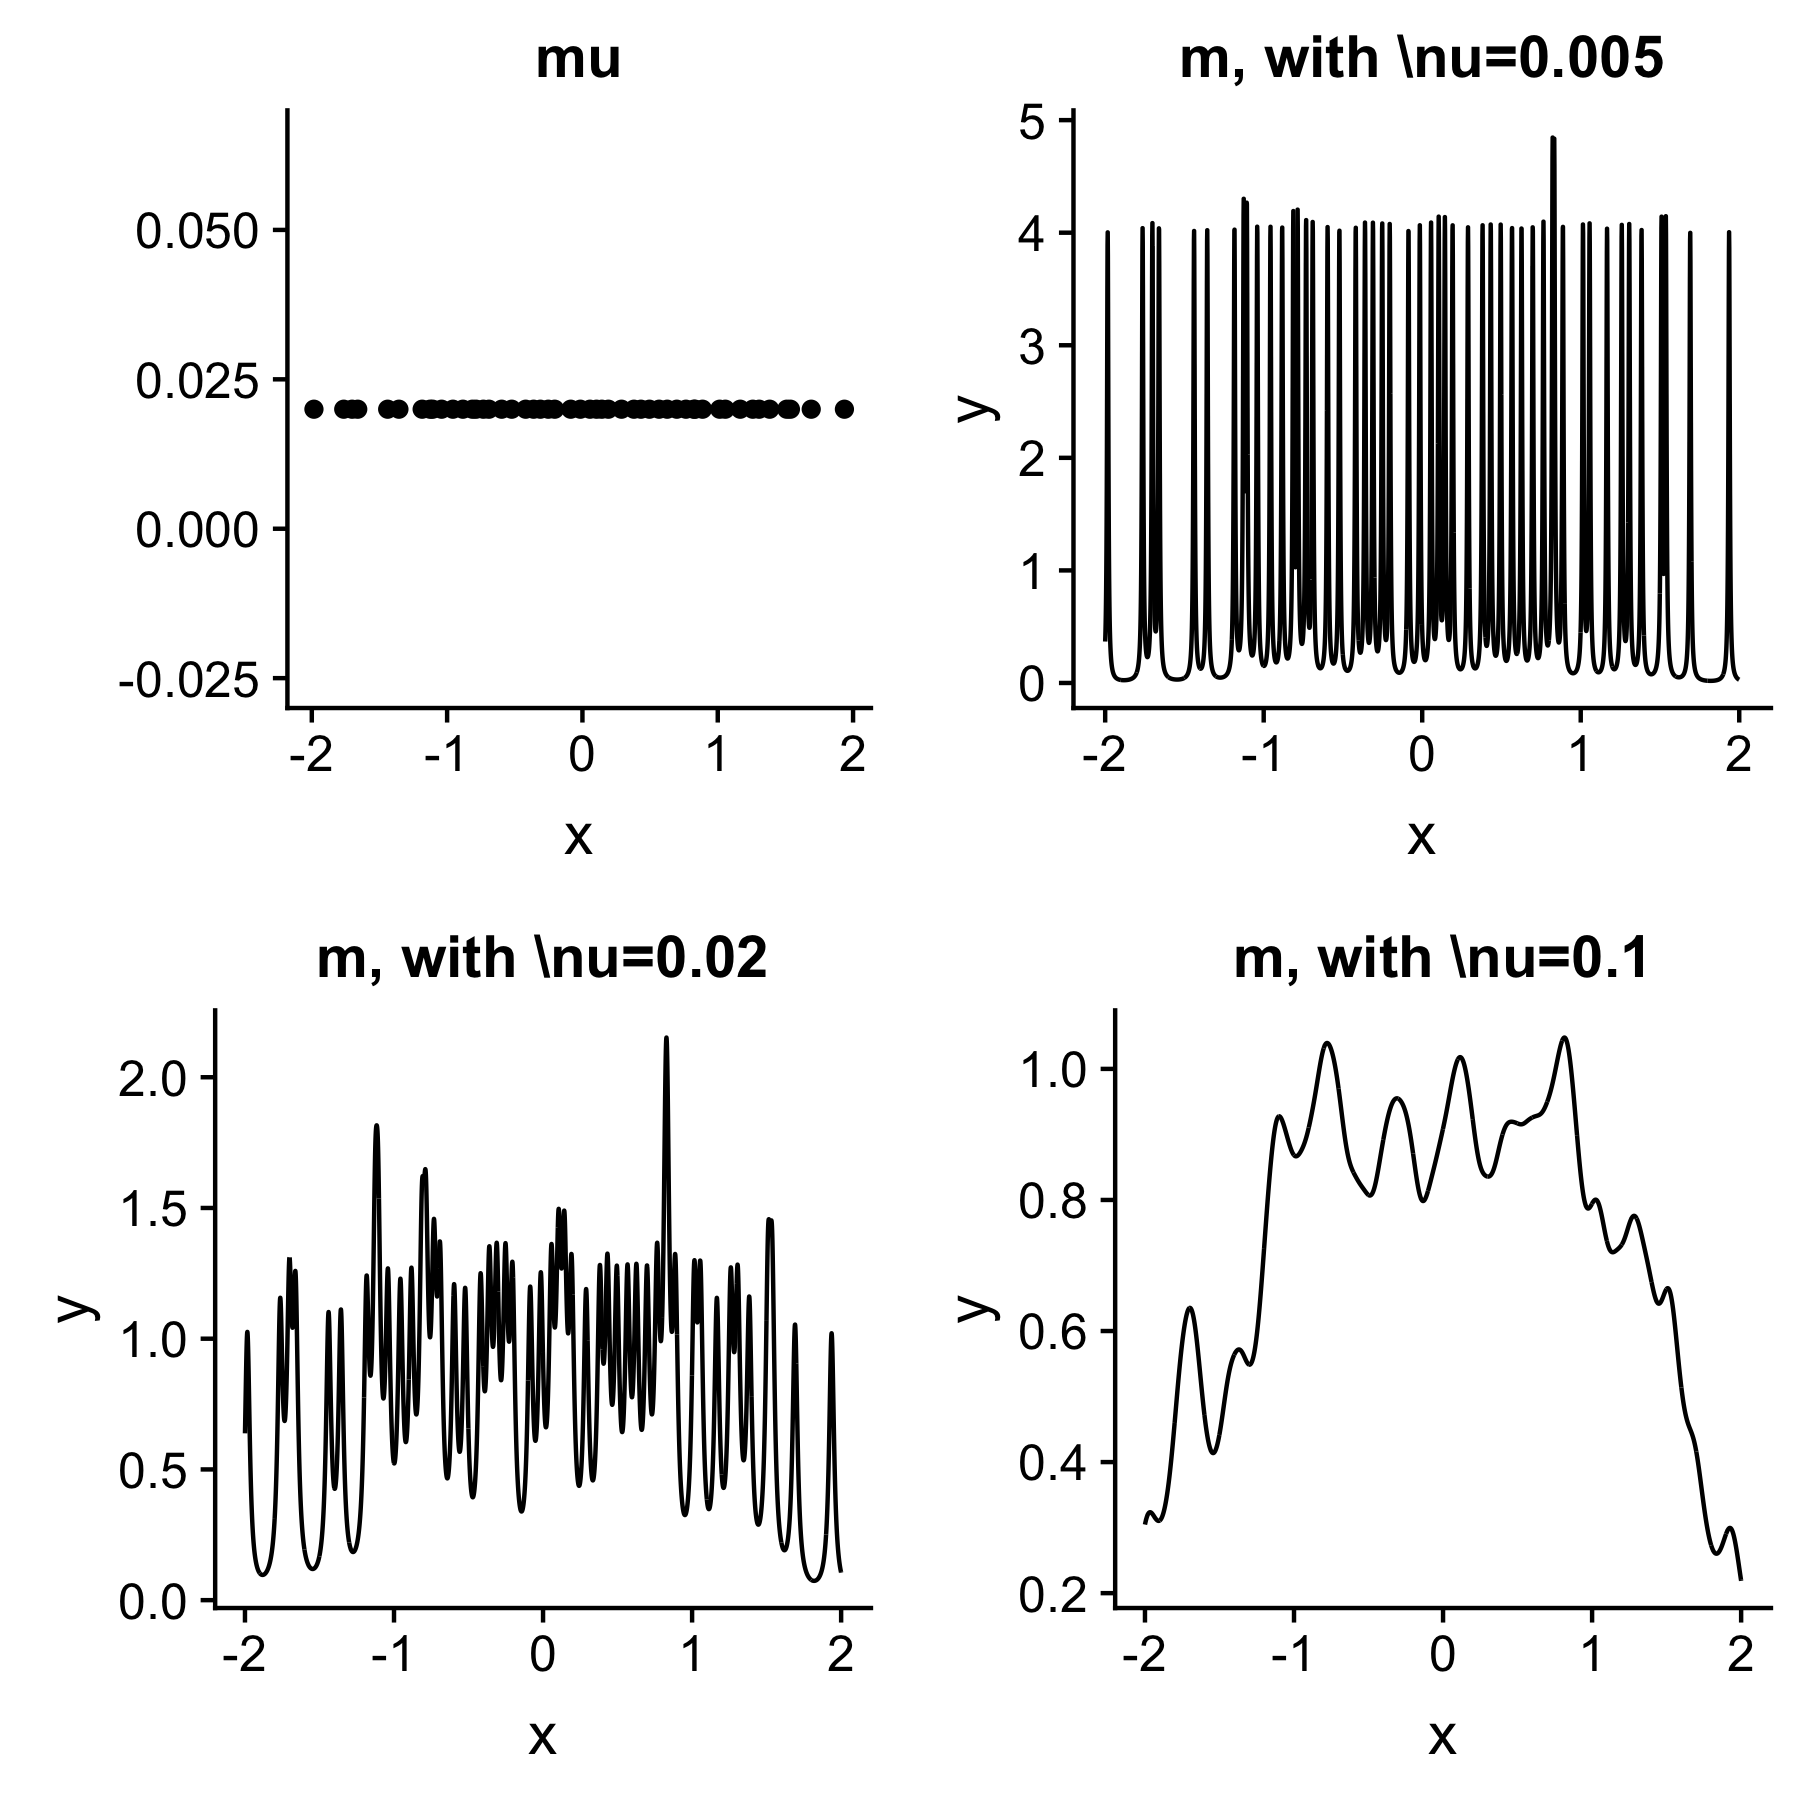 mu
0.050
0.025
0.000
-0.025
-2 -1 0 1 2
x
m, with \nu=0.005
5
4
3
2
1
0
y
-2 -1 0 1 2
x
m, with \nu=0.02
2.0
1.5
1.0
0.5
0.0
y
-2 -1 0 1 2
x
m, with \nu=0.1
1.0
0.8
0.6
0.4
0.2
y
-2 -1 0 1 2
x